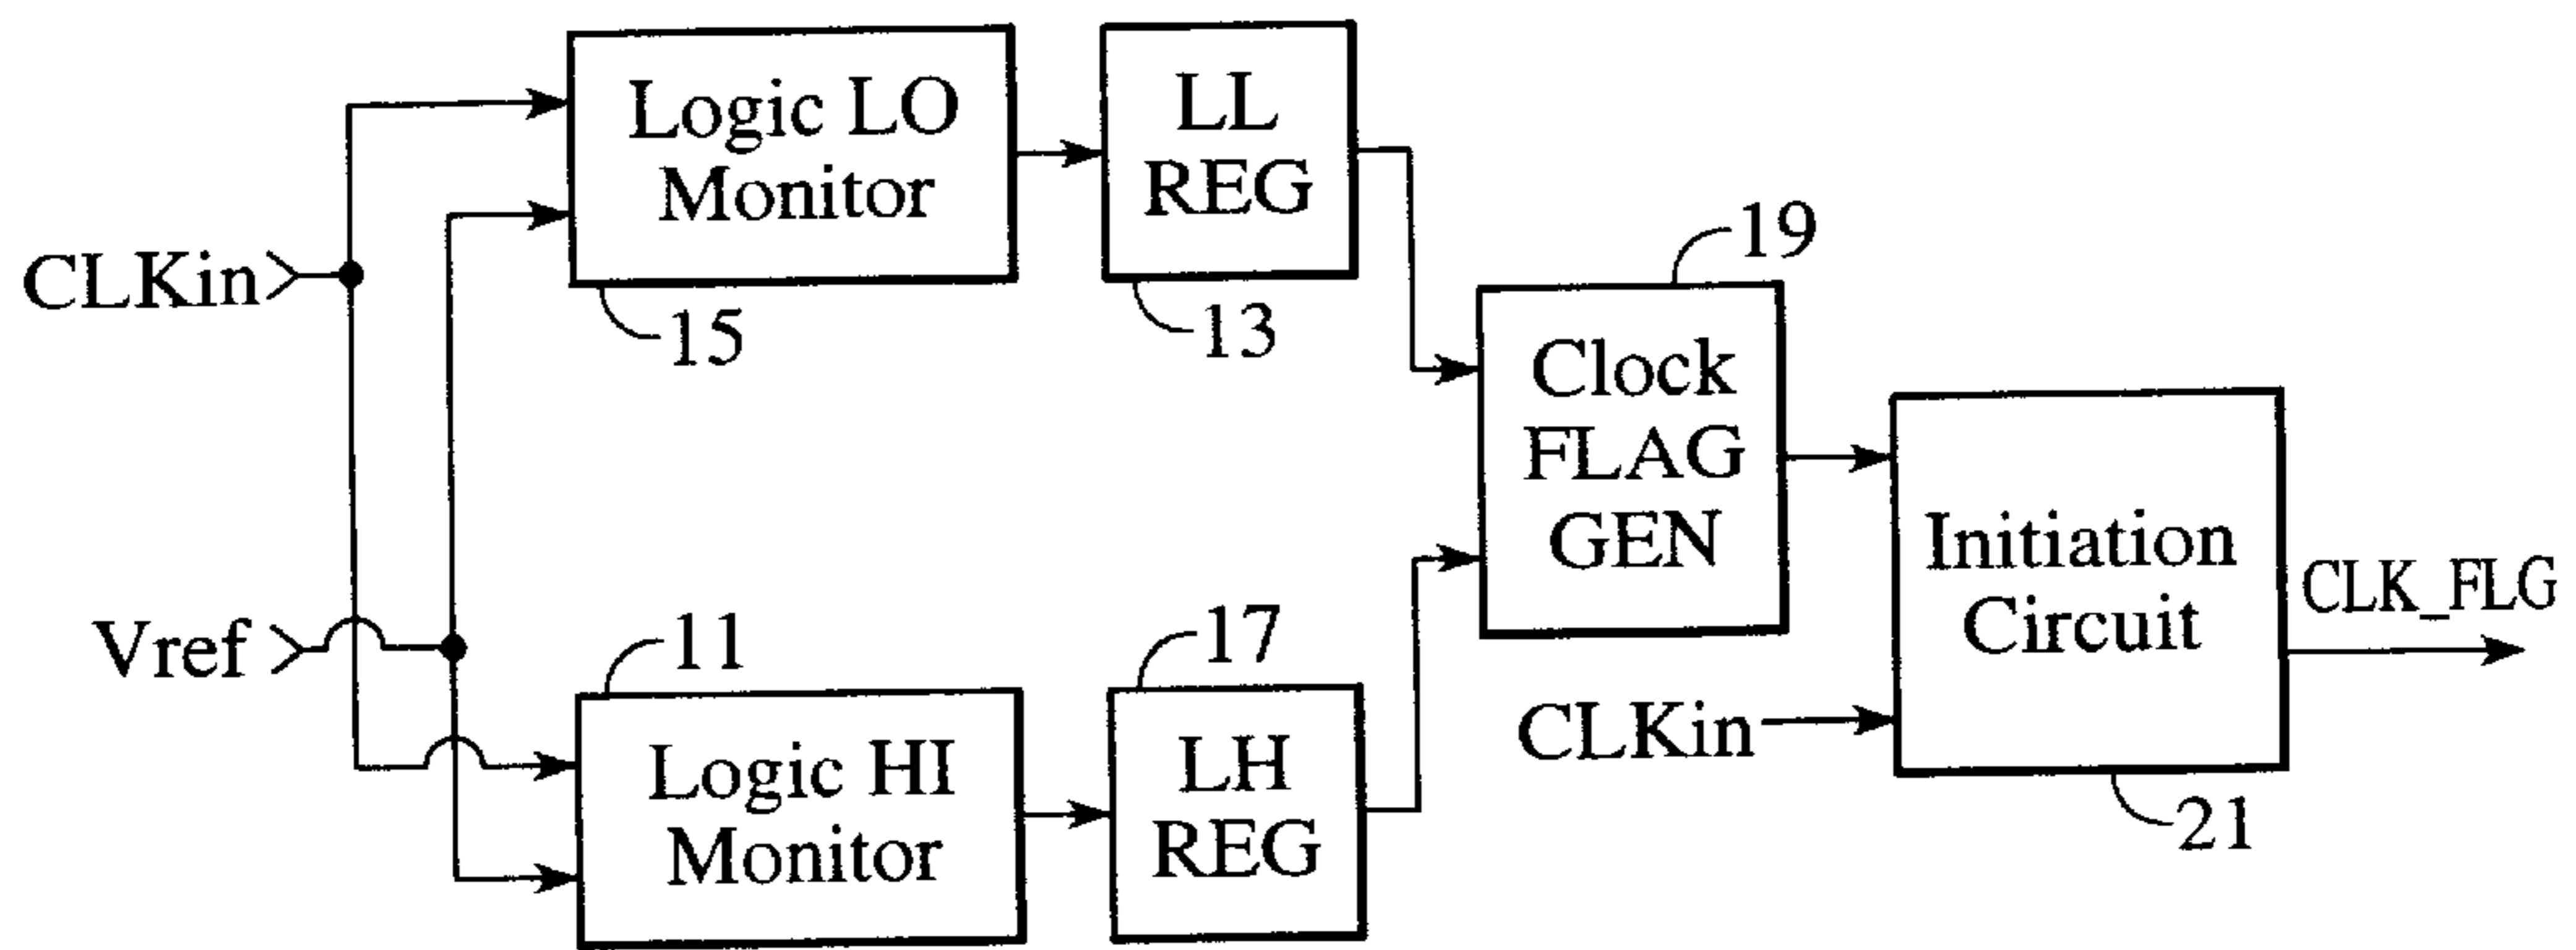 Logic LO
Monitor
15
LL
REG
13
CLKin
Vref
11
Logic HI
Monitor
17
LH
REG
19
Clock
FLAG
GEN
Initiation
Circuit
21
CLKin
CLK_FLG